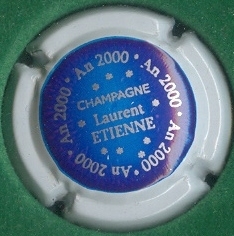 An 2000 • An 2000 • An 2000 • An 2000 • An 2000 •
CHAMPAGNE
Laurent
ETIENNE